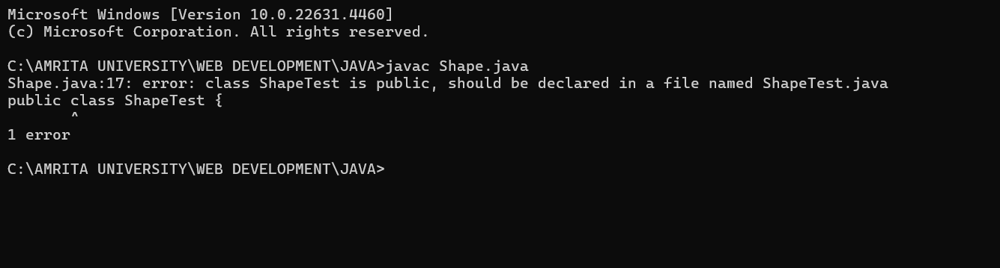 Microsoft Windows [Version 10.0.22631.4460]
(c) Microsoft Corporation. All rights reserved.
C:\AMRITA UNIVERSITY\WEB DEVELOPMENT\JAVA>javac Shape.java
Shape.java:17: error: class ShapeTest is public, should be declared in a file named ShapeTest.java
public class ShapeTest {
       ^
1 error
C:\AMRITA UNIVERSITY\WEB DEVELOPMENT\JAVA>